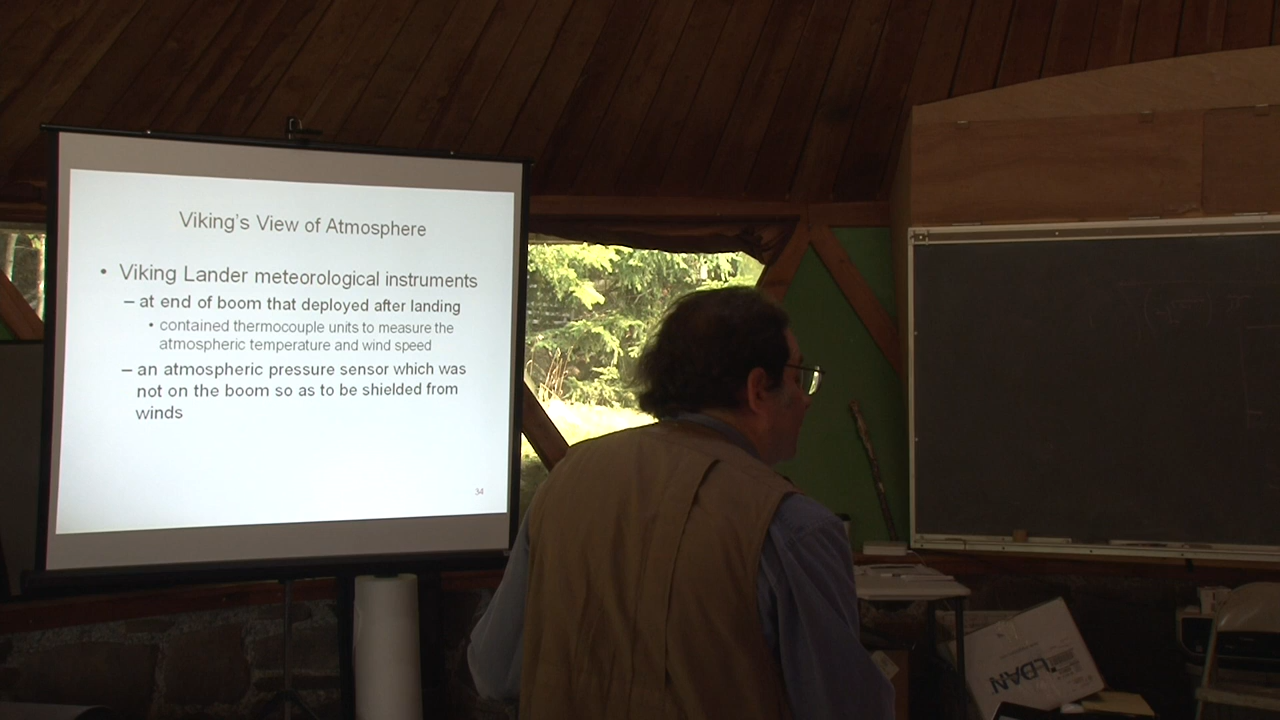 Viking's View of Atmosphere
• Viking Lander meteorological instruments
– at end of boom that deployed after landing
• contained thermocouple units to measure the
atmospheric temperature and wind speed
– an atmospheric pressure sensor which was
not on the boom so as to be shielded from
winds
34